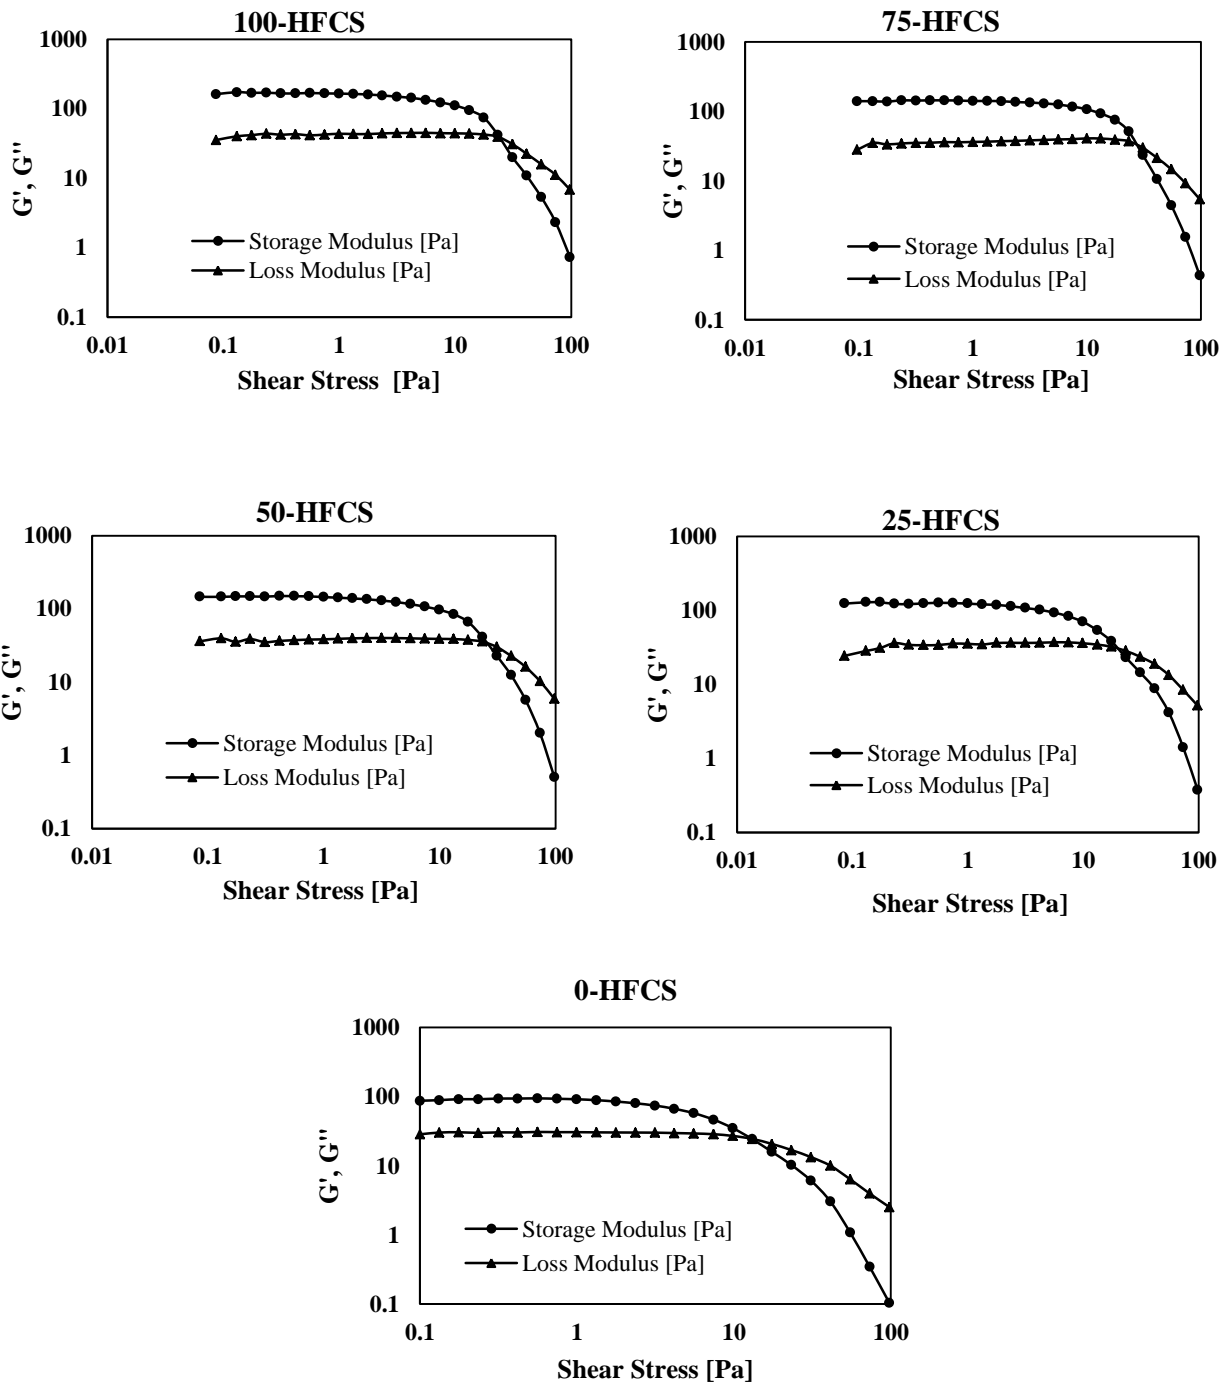 100-HFCS
1000
100
10
1
0.1
G', G''
Storage Modulus [Pa]
Loss Modulus [Pa]
0.01 0.1 1 10 100
Shear Stress [Pa]
75-HFCS
1000
100
10
1
0.1
G', G''
Storage Modulus [Pa]
Loss Modulus [Pa]
0.01 0.1 1 10 100
Shear Stress [Pa]
50-HFCS
1000
100
10
1
0.1
G', G''
Storage Modulus [Pa]
Loss Modulus [Pa]
0.01 0.1 1 10 100
Shear Stress [Pa]
25-HFCS
1000
100
10
1
0.1
G', G''
Storage Modulus [Pa]
Loss Modulus [Pa]
0.01 0.1 1 10 100
Shear Stress [Pa]
0-HFCS
1000
100
10
1
0.1
G', G''
Storage Modulus [Pa]
Loss Modulus [Pa]
0.1 1 10 100
Shear Stress [Pa]